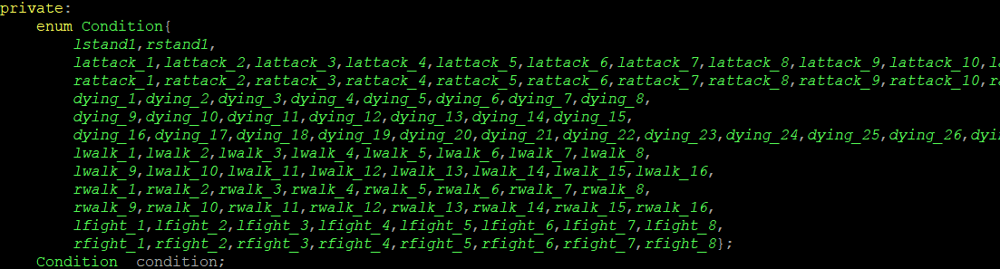 private:
enum Condition{
lstand1,rstand1,
lattack_1,lattack_2,lattack_3,lattack_4,lattack_5,lattack_6,lattack_7,lattack_8,lattack_9,lattack_10,l
rattack_1,rattack_2,rattack_3,rattack_4,rattack_5,rattack_6,rattack_7,rattack_8,rattack_9,rattack_10,ra
dying_1,dying_2,dying_3,dying_4,dying_5,dying_6,dying_7,dying_8,
dying_9,dying_10,dying_11,dying_12,dying_13,dying_14,dying_15,
dying_16,dying_17,dying_18,dying_19,dying_20,dying_21,dying_22,dying_23,dying_24,dying_25,dying_26,dyi
lwalk_1,lwalk_2,lwalk_3,lwalk_4,lwalk_5,lwalk_6,lwalk_7,lwalk_8,
lwalk_9,lwalk_10,lwalk_11,lwalk_12,lwalk_13,lwalk_14,lwalk_15,lwalk_16,
rwalk_1,rwalk_2,rwalk_3,rwalk_4,rwalk_5,rwalk_6,rwalk_7,rwalk_8,
rwalk_9,rwalk_10,rwalk_11,rwalk_12,rwalk_13,rwalk_14,rwalk_15,rwalk_16,
lfight_1,lfight_2,lfight_3,lfight_4,lfight_5,lfight_6,lfight_7,lfight_8,
rfight_1,rfight_2,rfight_3,rfight_4,rfight_5,rfight_6,rfight_7,rfight_8};
Condition condition;